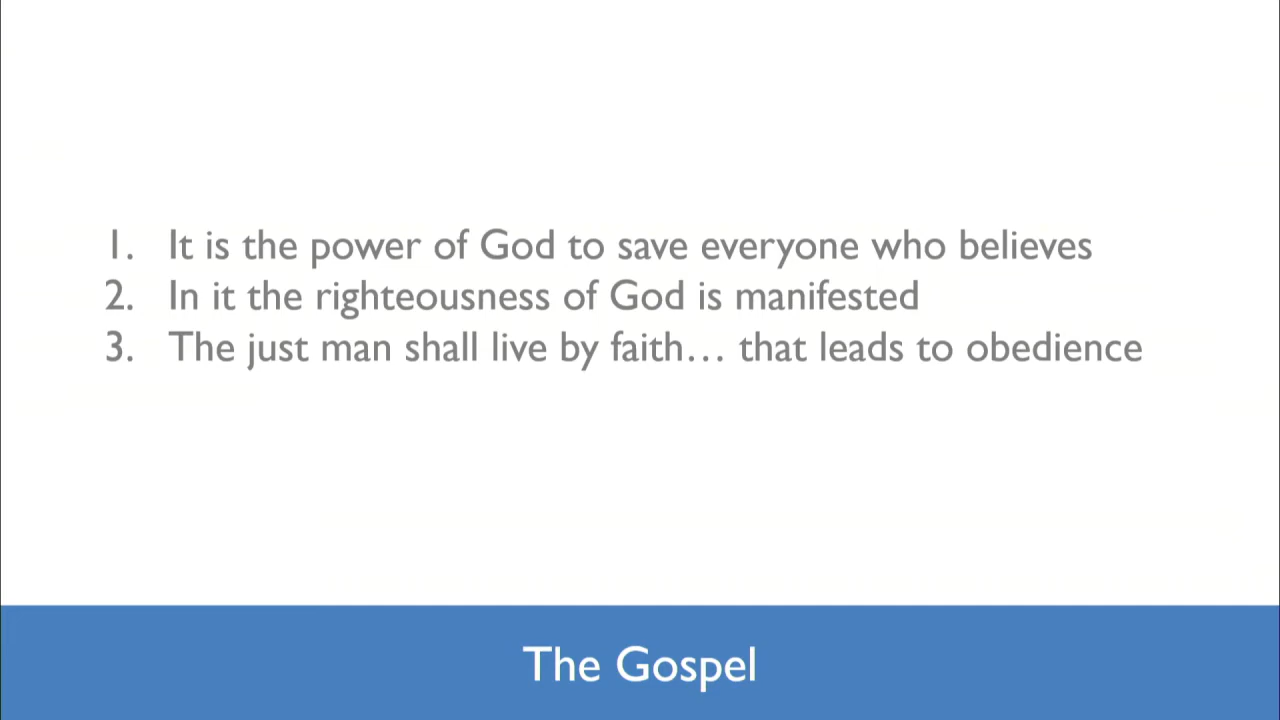 1. It is the power of God to save everyone who believes
2. In it the righteousness of God is manifested
3. The just man shall live by faith… that leads to obedience
The Gospel